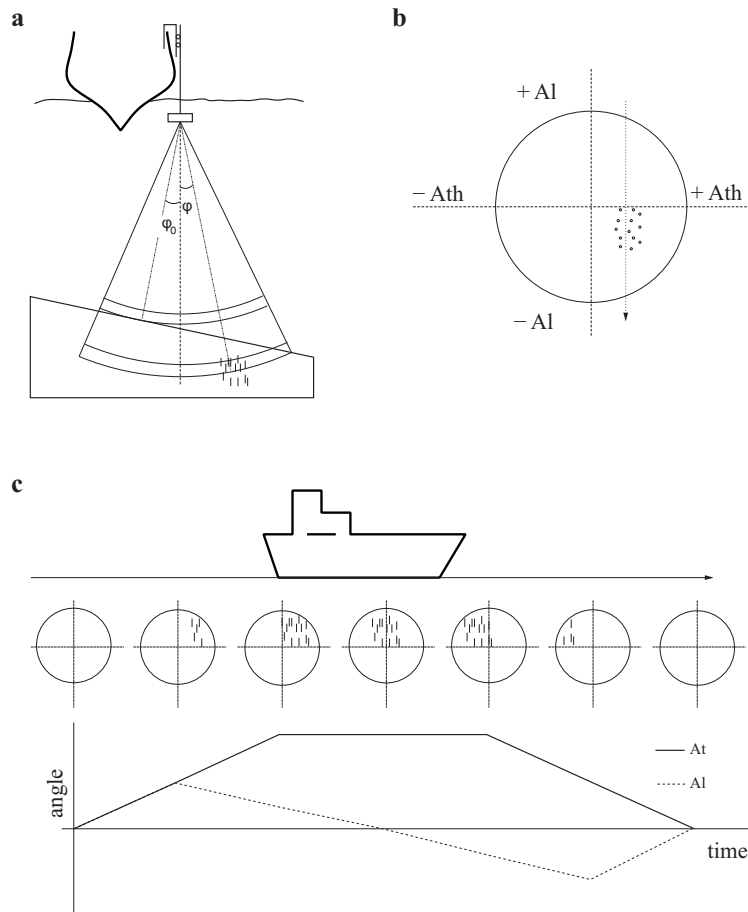 a
b
φ₀
φ
+ Al
− Ath
+ Ath
− Al
c
At
Al
angle
time